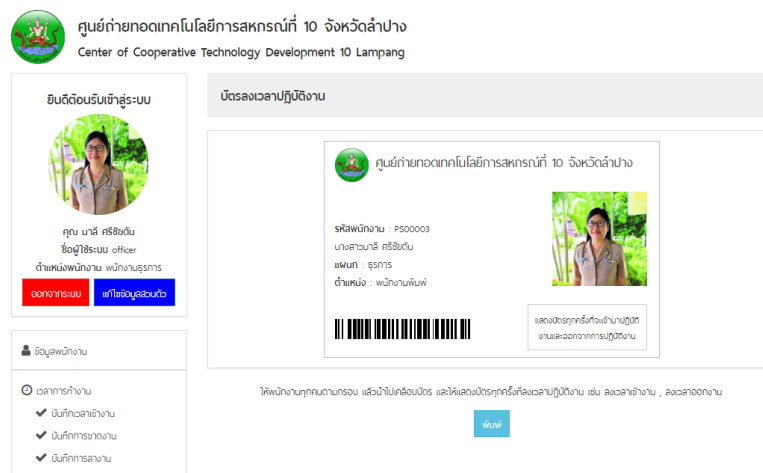 ศูนย์ถ่ายทอดเทคโนโลยีการสหกรณ์ที่ 10 จังหวัดลำปาง
Center of Cooperative Technology Development 10 Lampang
ยินดีต้อนรับเข้าสู่ระบบ
คุณ มาลี ศรีชัยตัน
ชื่อผู้ใช้ระบบ officer
ตำแหน่งพนักงาน พนักงานธุรการ
ออกจากระบบ
แก้ไขข้อมูลส่วนตัว
ข้อมูลพนักงาน
เวลาการทำงาน
บันทึกเวลาเข้างาน
บันทึกการขาดงาน
บันทึกการลางาน
บัตรลงเวลาปฏิบัติงาน
ศูนย์ถ่ายทอดเทคโนโลยีการสหกรณ์ที่ 10 จังหวัดลำปาง
รหัสพนักงาน : PS00003
นางสาวมาลี ศรีชัยตัน
แผนก : ธุรการ
ตำแหน่ง : พนักงานพิมพ์
แสดงบัตรทุกครั้งที่จะเข้ามาปฏิบัติ
งานและออกจากการปฏิบัติงาน
ให้พนักงานทุกคนตามกรอบ แล้วนำไปเคลือบบัตร และให้แสดงบัตรทุกครั้งที่ลงเวลาปฏิบัติงาน เช่น ลงเวลาเข้างาน , ลงเวลาออกงาน
พิมพ์